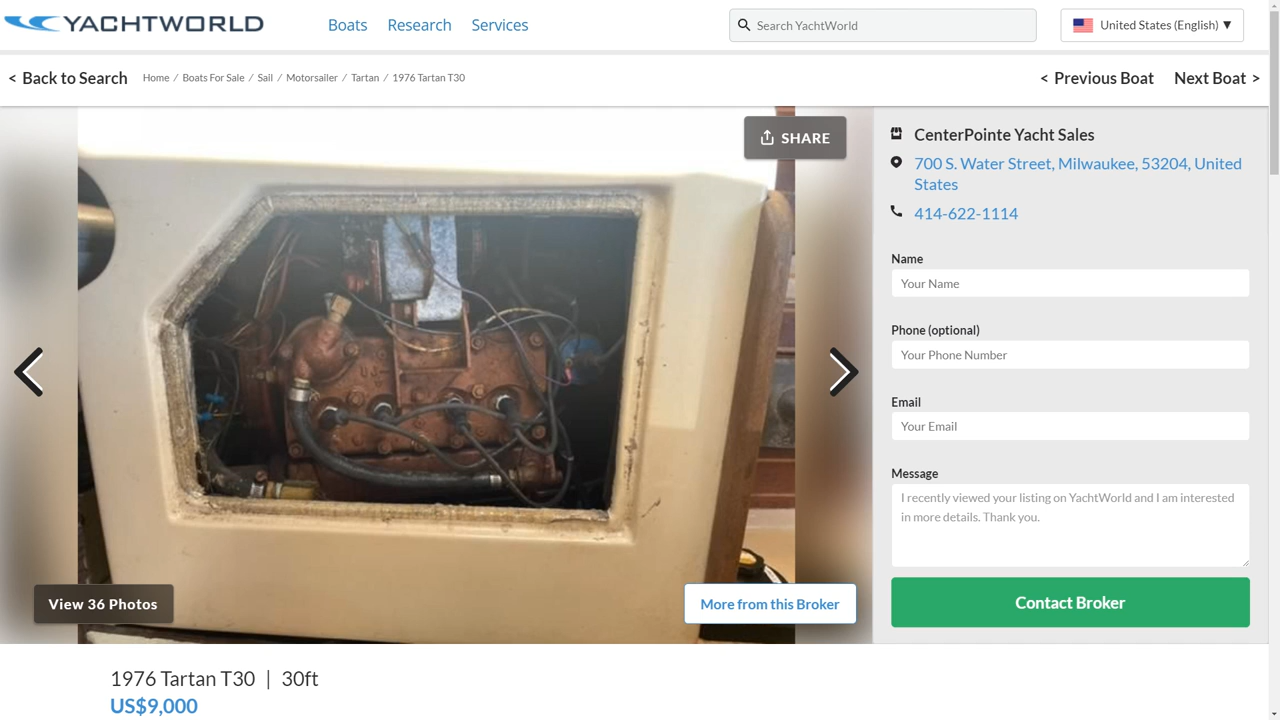 YACHTWORLD
Boats
Research
Services
Search YachtWorld
United States (English) ▼
< Back to Search
Home / Boats For Sale / Sail / Motorsailer / Tartan / 1976 Tartan T30
< Previous Boat
Next Boat >
SHARE
View 36 Photos
More from this Broker
CenterPointe Yacht Sales
700 S. Water Street, Milwaukee, 53204, United
States
414-622-1114
Name
Your Name
Phone (optional)
Your Phone Number
Email
Your Email
Message
I recently viewed your listing on YachtWorld and I am interested
in more details. Thank you.
Contact Broker
1976 Tartan T30 | 30ft
US$9,000